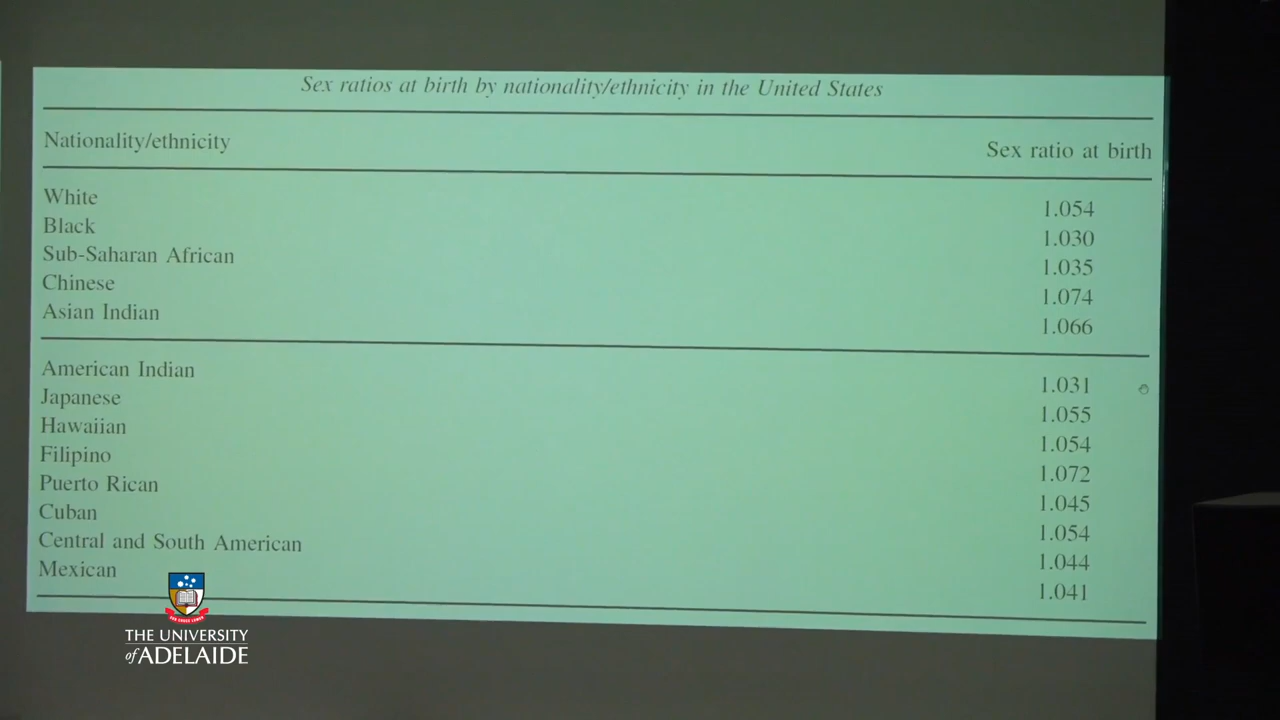 Sex ratios at birth by nationality/ethnicity in the United States
Nationality/ethnicity Sex ratio at birth
White 1.054
Black 1.030
Sub-Saharan African 1.035
Chinese 1.074
Asian Indian 1.066
American Indian 1.031
Japanese 1.055
Hawaiian 1.054
Filipino 1.072
Puerto Rican 1.045
Cuban 1.054
Central and South American 1.044
Mexican 1.041
THE UNIVERSITY
of ADELAIDE